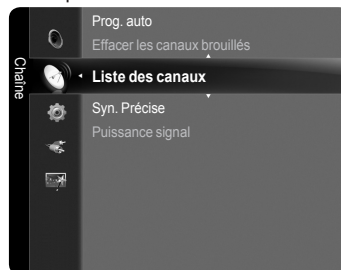 Chaîne
Prog. auto
Effacer les canaux brouillés
Liste des canaux
Syn. Précise
Puissance signal